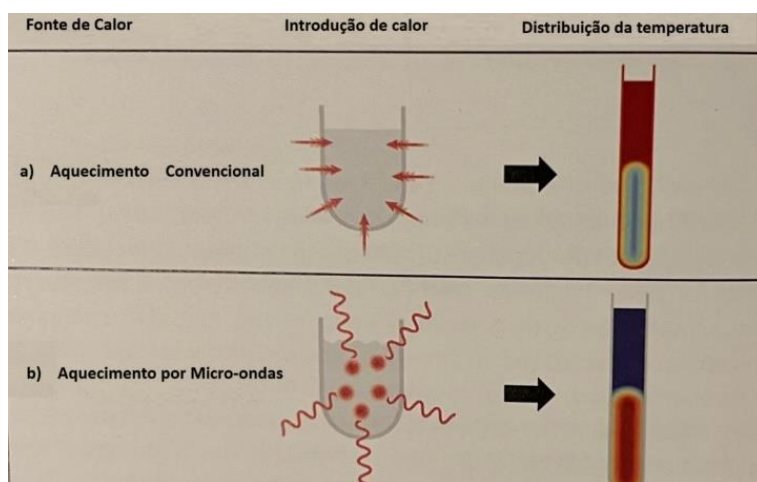 Fonte de Calor
Introdução de calor
Distribuição da temperatura
a) Aquecimento Convencional
b) Aquecimento por Micro-ondas